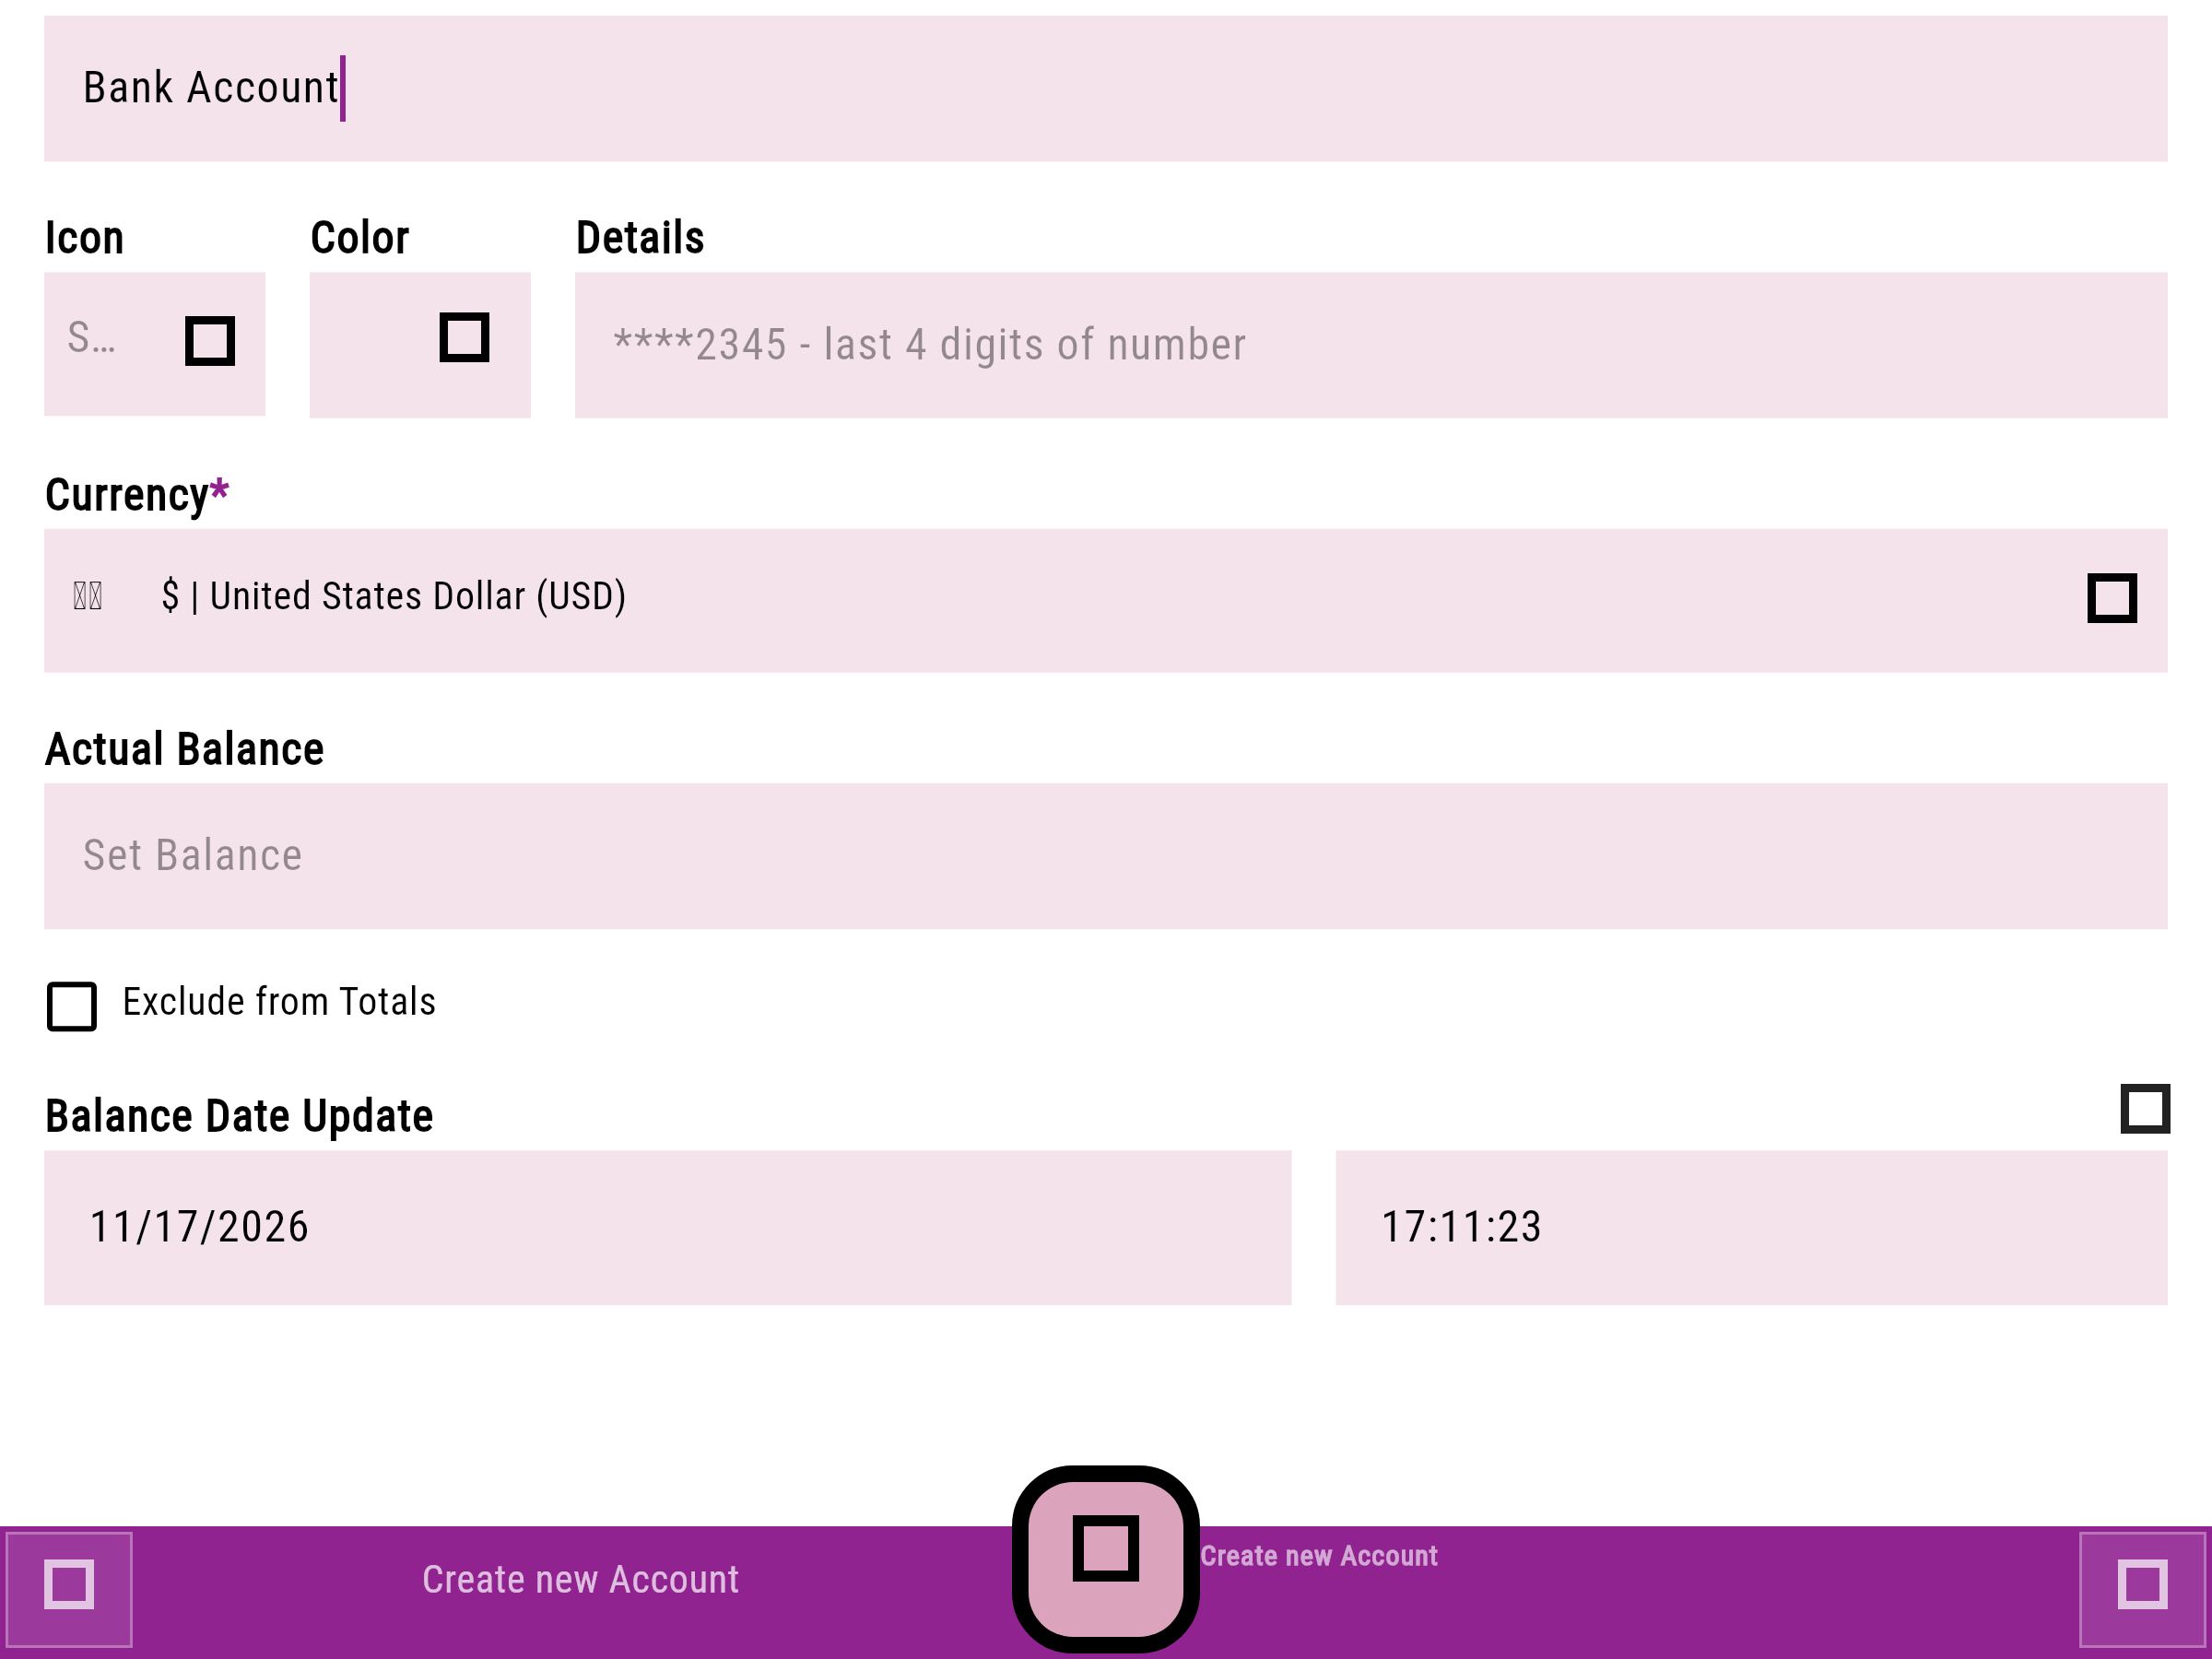 Bank Account
Icon Color Details
S… ****2345 - last 4 digits of number
Currency*
$ | United States Dollar (USD)
Actual Balance
Set Balance
Exclude from Totals
Balance Date Update
11/17/2026 17:11:23
Create new Account Create new Account